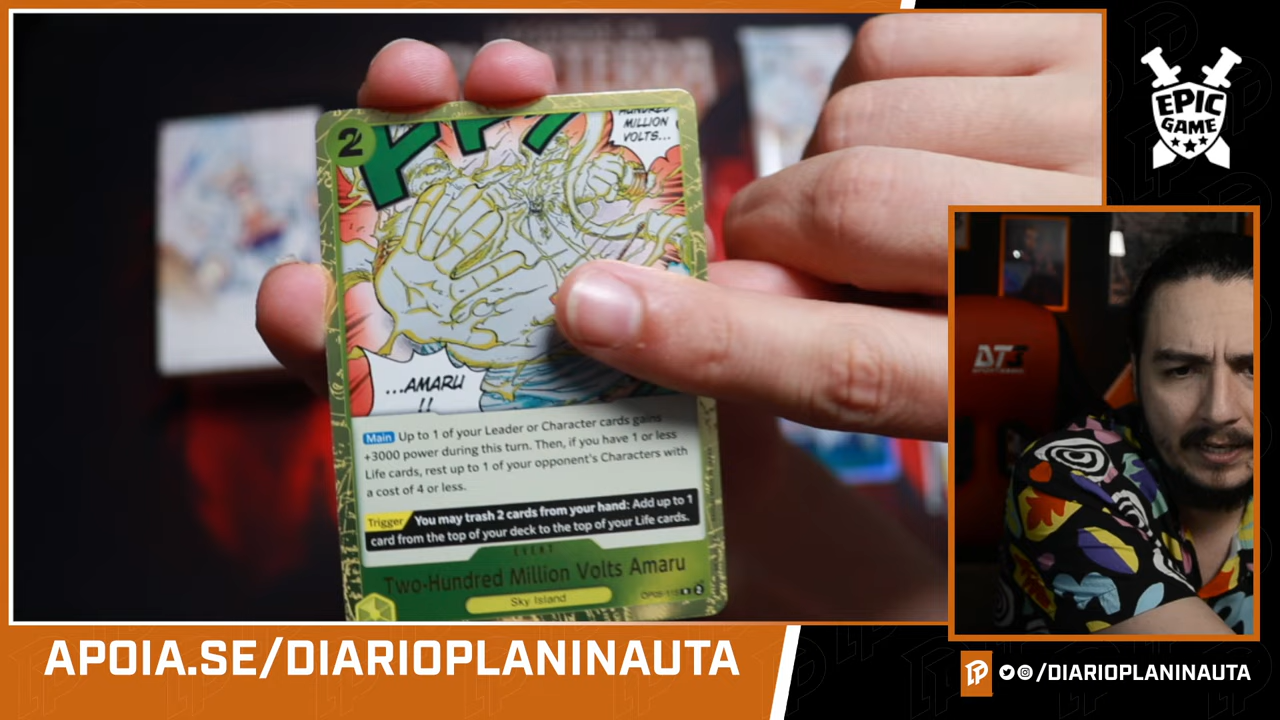 2
HUNDRED
MILLION
VOLTS...
...AMARU
!!
Main Up to 1 of your Leader or Character cards gains
+3000 power during this turn. Then, if you have 1 or less
Life cards, rest up to 1 of your opponent's Characters with
a cost of 4 or less.
Trigger You may trash 2 cards from your hand: Add up to 1
card from the top of your deck to the top of your Life cards.
EVENT
Two-Hundred Million Volts Amaru
Sky Island
EPIC
GAME
DT3
APOIA.SE/DIARIOPLANINAUTA
/DIARIOPLANINAUTA